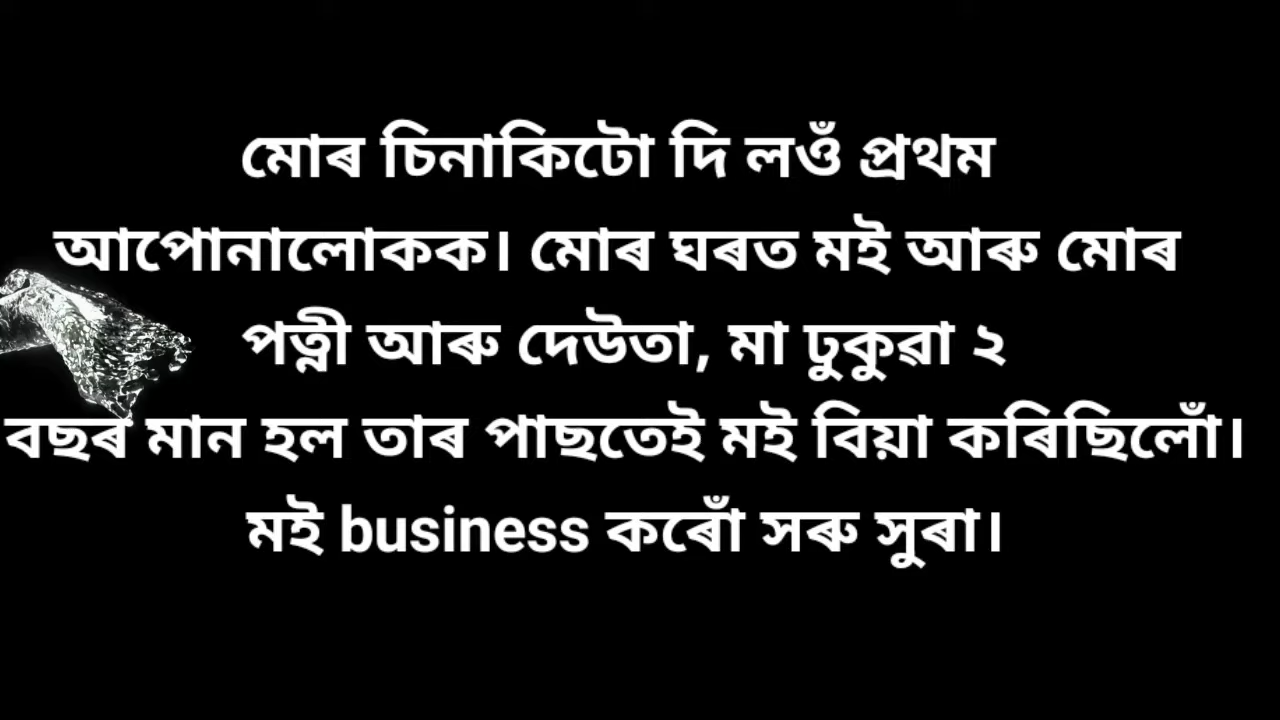 মোৰ চিনাকিটো দি লওঁ প্ৰথম
আপোনালোকক। মোৰ ঘৰত মই আৰু মোৰ
পত্নী আৰু দেউতা, মা ঢুকুৱা ২
বছৰ মান হল তাৰ পাছতেই মই বিয়া কৰিছিলোঁ।
মই business কৰোঁ সৰু সুৰা।